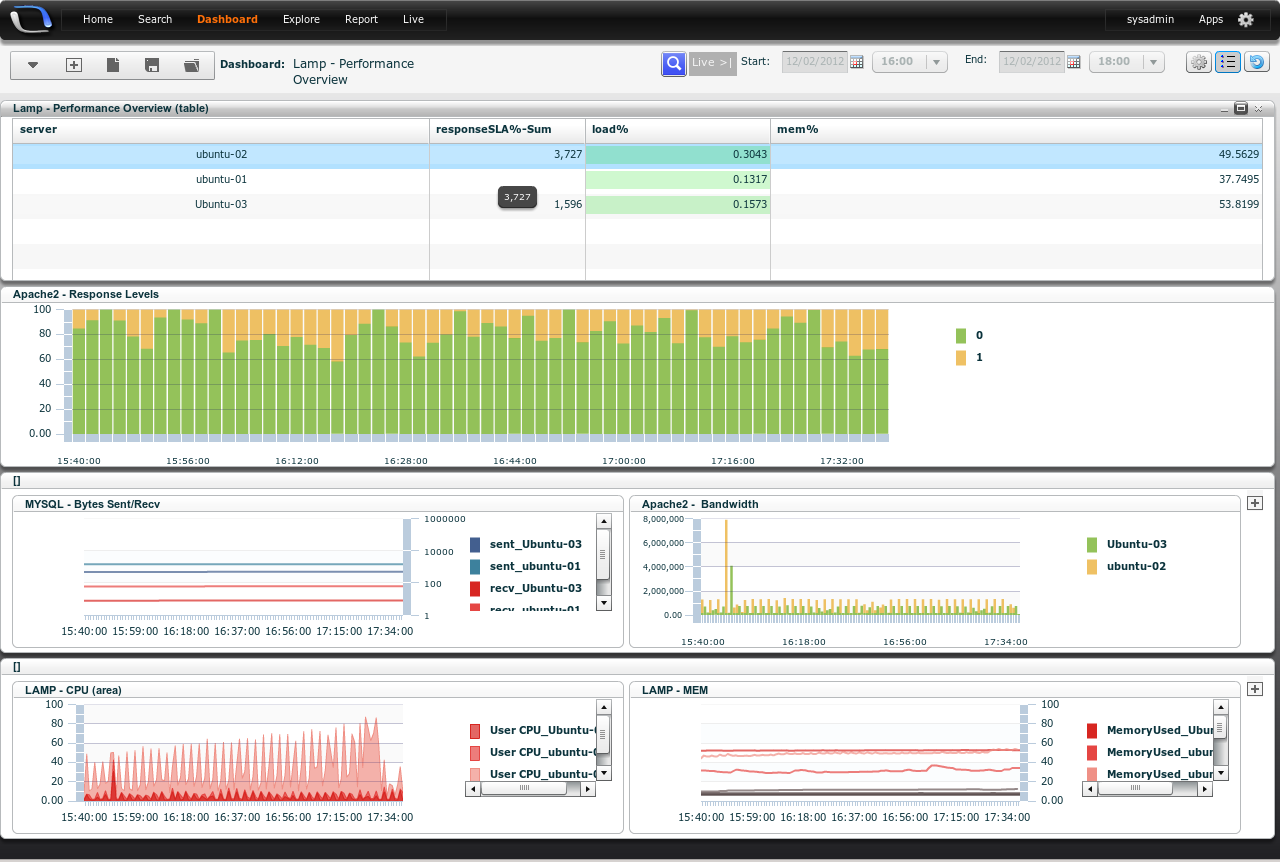 Home Search Dashboard Explore Report Live sysadmin Apps
Dashboard: Lamp - Performance
Overview
Live >| Start: 12/02/2012 16:00 End: 12/02/2012 18:00
Lamp - Performance Overview (table)
server responseSLA%-Sum load% mem%
ubuntu-02 3,727 0.3043 49.5629
ubuntu-01 0.1317 37.7495
3,727
Ubuntu-03 1,596 0.1573 53.8199
Apache2 - Response Levels
100
80
60
40
20
0.00
15:40:00 15:56:00 16:12:00 16:28:00 16:44:00 17:00:00 17:16:00 17:32:00
0
1
[]
MYSQL - Bytes Sent/Recv
1000000
10000
100
1
15:40:00 15:59:00 16:18:00 16:37:00 16:56:00 17:15:00 17:34:00
sent_Ubuntu-03
sent_ubuntu-01
recv_Ubuntu-03
recv_ubuntu-01
Apache2 - Bandwidth
8,000,000
6,000,000
4,000,000
2,000,000
0.00
15:40:00 16:18:00 16:56:00 17:34:00
Ubuntu-03
ubuntu-02
[]
LAMP - CPU (area)
100
80
60
40
20
0.00
15:40:00 15:59:00 16:18:00 16:37:00 16:56:00 17:15:00 17:34:00
User CPU_Ubuntu-0
User CPU_ubuntu-0
User CPU_ubuntu-0
LAMP - MEM
100
80
60
40
20
0.00
15:40:00 15:59:00 16:18:00 16:37:00 16:56:00 17:15:00 17:34:00
MemoryUsed_Ubun
MemoryUsed_ubun
MemoryUsed_ubun